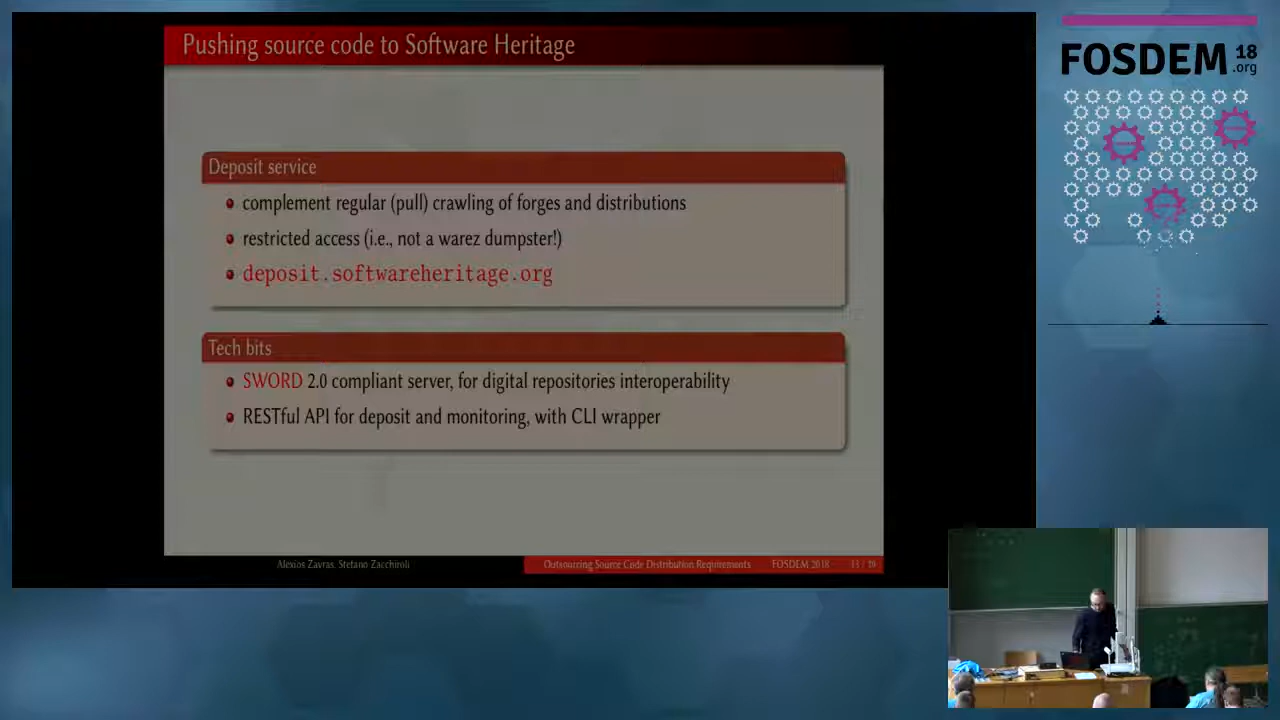 Pushing source code to Software Heritage
Deposit service
complement regular (pull) crawling of forges and distributions
restricted access (i.e., not a warez dumpster!)
deposit.softwareheritage.org
Tech bits
SWORD 2.0 compliant server, for digital repositories interoperability
RESTful API for deposit and monitoring, with CLI wrapper
Alexios Zavras, Stefano Zacchiroli
Outsourcing Source Code Distribution Requirements
FOSDEM 2018
13 / 19
FOSDEM 18
.org